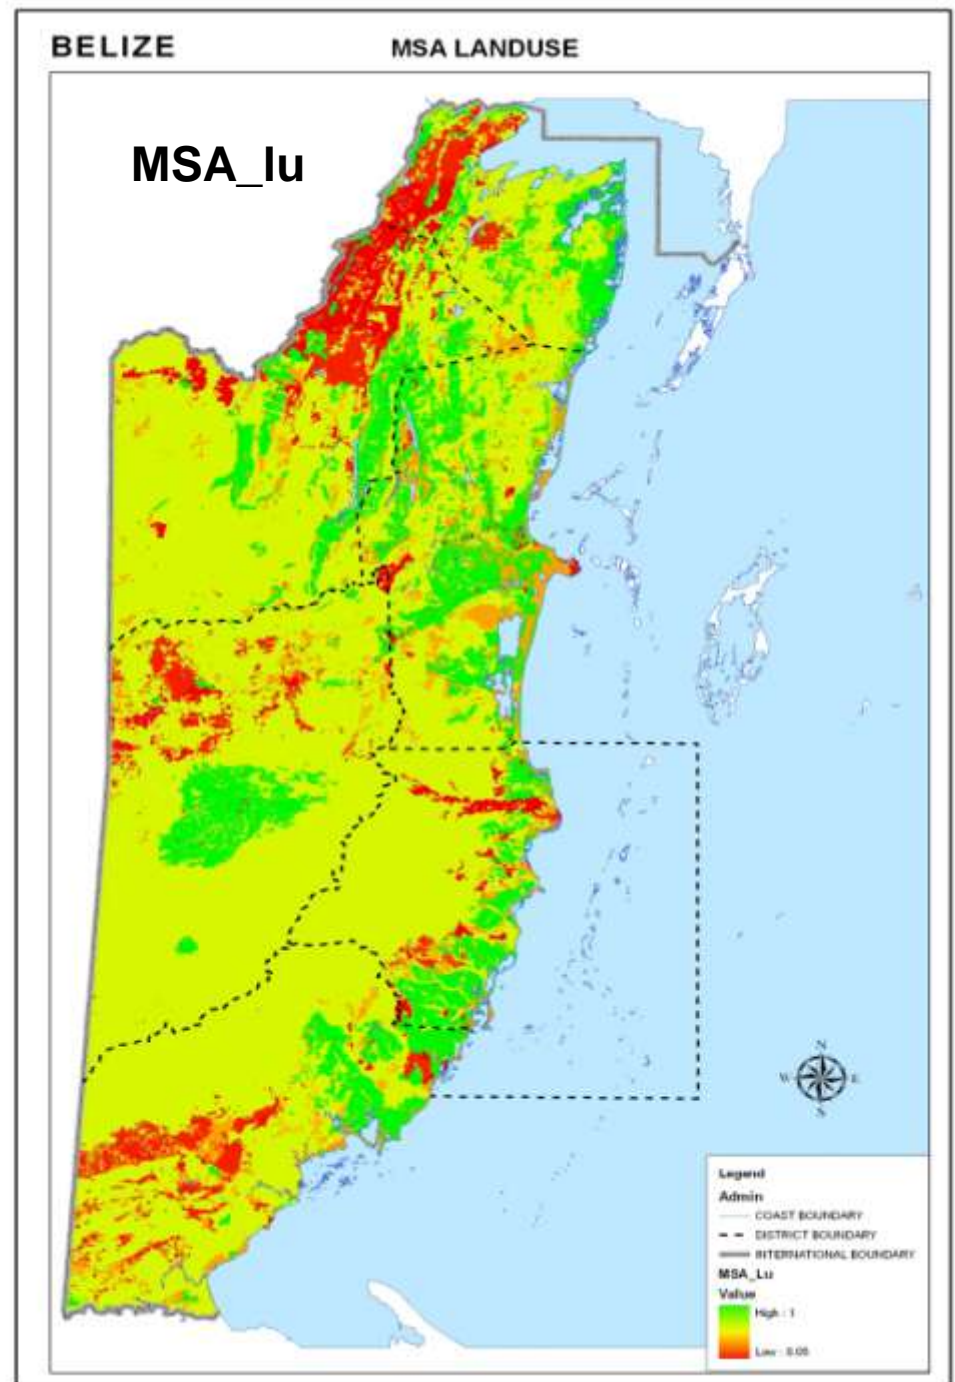 BELIZE MSA LANDUSE
MSA_lu
N
W E
S
Legend
Admin
COAST BOUNDARY
DISTRICT BOUNDARY
INTERNATIONAL BOUNDARY
MSA_Lu
Value
High : 1
Low : 0.05